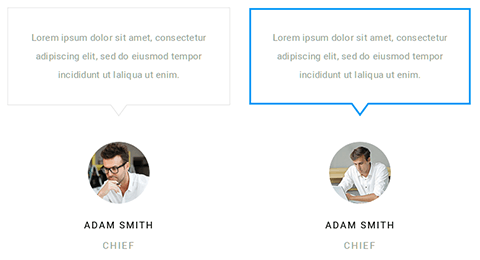 Lorem ipsum dolor sit amet, consectetur
adipiscing elit, sed do eiusmod tempor
incididunt ut laliqua ut enim.
ADAM SMITH
CHIEF
Lorem ipsum dolor sit amet, consectetur
adipiscing elit, sed do eiusmod tempor
incididunt ut laliqua ut enim.
ADAM SMITH
CHIEF